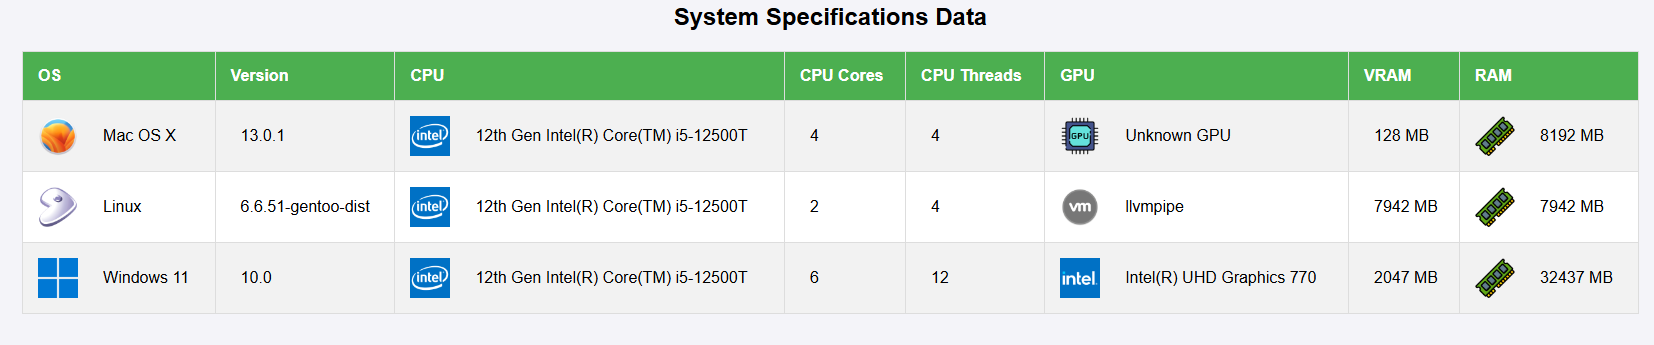 System Specifications Data
OS Version CPU CPU Cores CPU Threads GPU VRAM RAM
Mac OS X 13.0.1 intel 12th Gen Intel(R) Core(TM) i5-12500T 4 4 GPU Unknown GPU 128 MB 8192 MB
Linux 6.6.51-gentoo-dist intel 12th Gen Intel(R) Core(TM) i5-12500T 2 4 vm llvmpipe 7942 MB 7942 MB
Windows 11 10.0 intel 12th Gen Intel(R) Core(TM) i5-12500T 6 12 intel. Intel(R) UHD Graphics 770 2047 MB 32437 MB